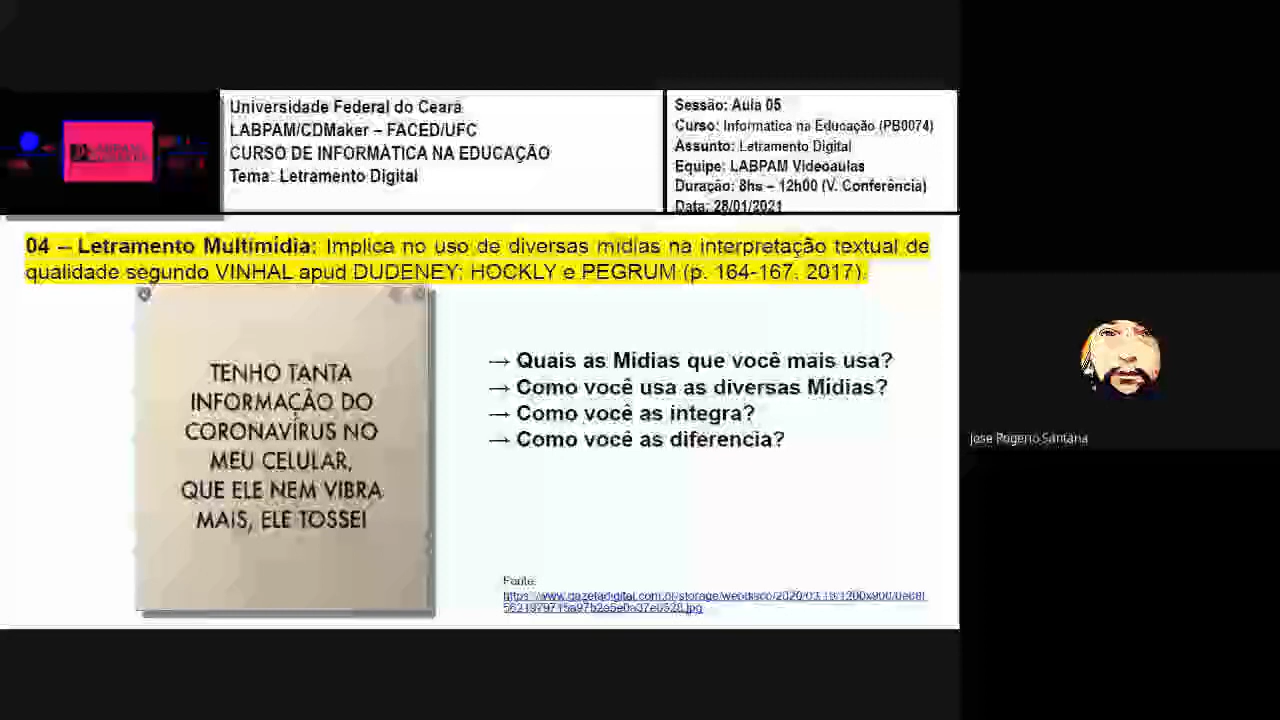 Universidade Federal do Ceará
LABPAM/CDMaker – FACED/UFC
CURSO DE INFORMÁTICA NA EDUCAÇÃO
Tema: Letramento Digital
Sessão: Aula 05
Curso: Informatica na Educação (PB0074)
Assunto: Letramento Digital
Equipe: LABPAM Videoaulas
Duração: 8hs – 12h00 (V. Conferência)
Data: 28/01/2021
04 – Letramento Multimídia: Implica no uso de diversas mídias na interpretação textual de
qualidade segundo VINHAL apud DUDENEY; HOCKLY e PEGRUM (p. 164-167. 2017).
TENHO TANTA
INFORMAÇÃO DO
CORONAVÍRUS NO
MEU CELULAR,
QUE ELE NEM VIBRA
MAIS, ELE TOSSE!
→ Quais as Mídias que você mais usa?
→ Como você usa as diversas Mídias?
→ Como você as integra?
→ Como você as diferencia?
Fonte:
Jose Rogerio Santana